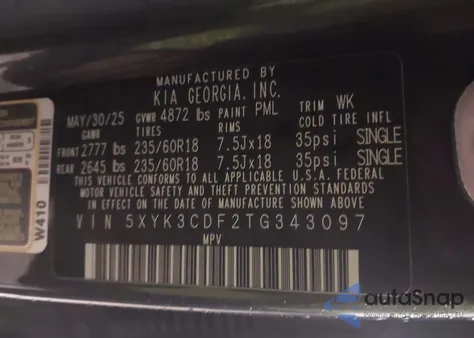 MANUFACTURED BY
KIA GEORGIA, INC.
MAY/30/25 GVWR 4872 lbs PAINT PML TRIM WK
GAWR TIRES RIMS COLD TIRE INFL
FRONT 2777 lbs 235/60R18 7.5Jx18 35psi SINGLE
REAR 2645 lbs 235/60R18 7.5Jx18 35psi SINGLE
THIS VEHICLE CONFORMS TO ALL APPLICABLE U.S.A. FEDERAL
MOTOR VEHICLE SAFETY, BUMPER, AND THEFT PREVENTION
STANDARDS IN EFFECT ON THE DATE OF MANUFACTURE SHOWN ABOVE.
VIN 5XYK3CDF2TG343097
MPV
W410
autoSnap